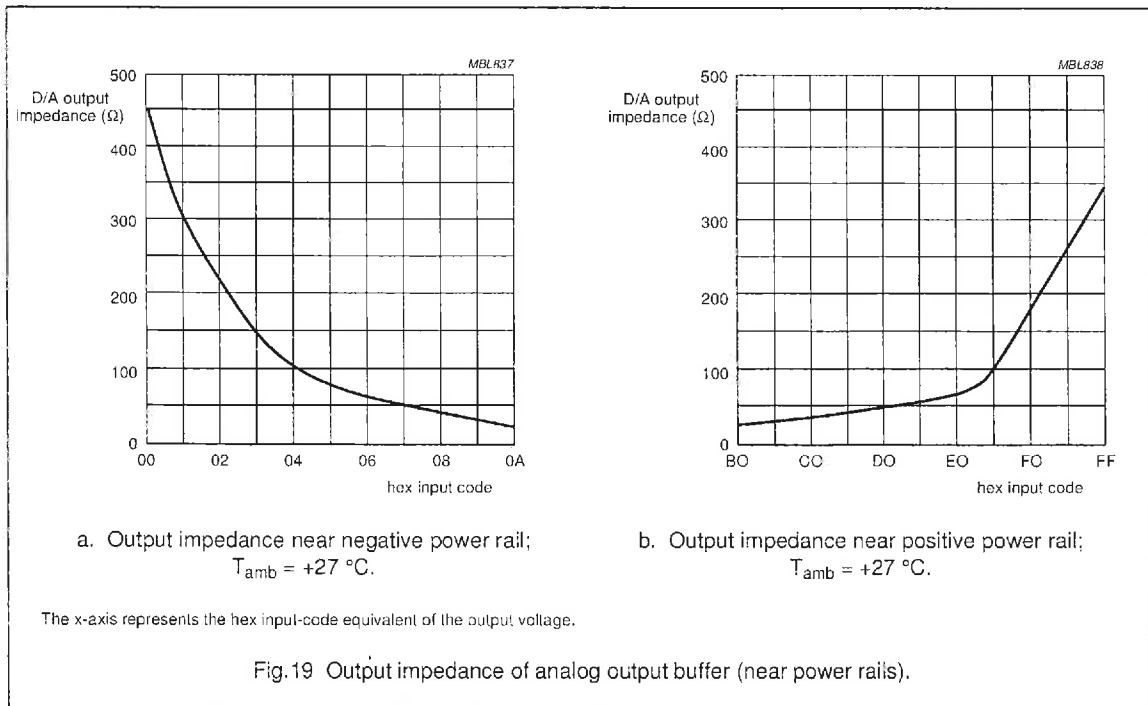 MBL837
500
D/A output
impedance (Ω)
400
300
200
100
0
00 02 04 06 08 0A
hex input code
a. Output impedance near negative power rail;
Tamb = +27 °C.
MBL838
500
D/A output
impedance (Ω)
400
300
200
100
0
BO CO DO EO FO FF
hex input code
b. Output impedance near positive power rail;
Tamb = +27 °C.
The x-axis represents the hex input-code equivalent of the output voltage.
Fig.19 Output impedance of analog output buffer (near power rails).